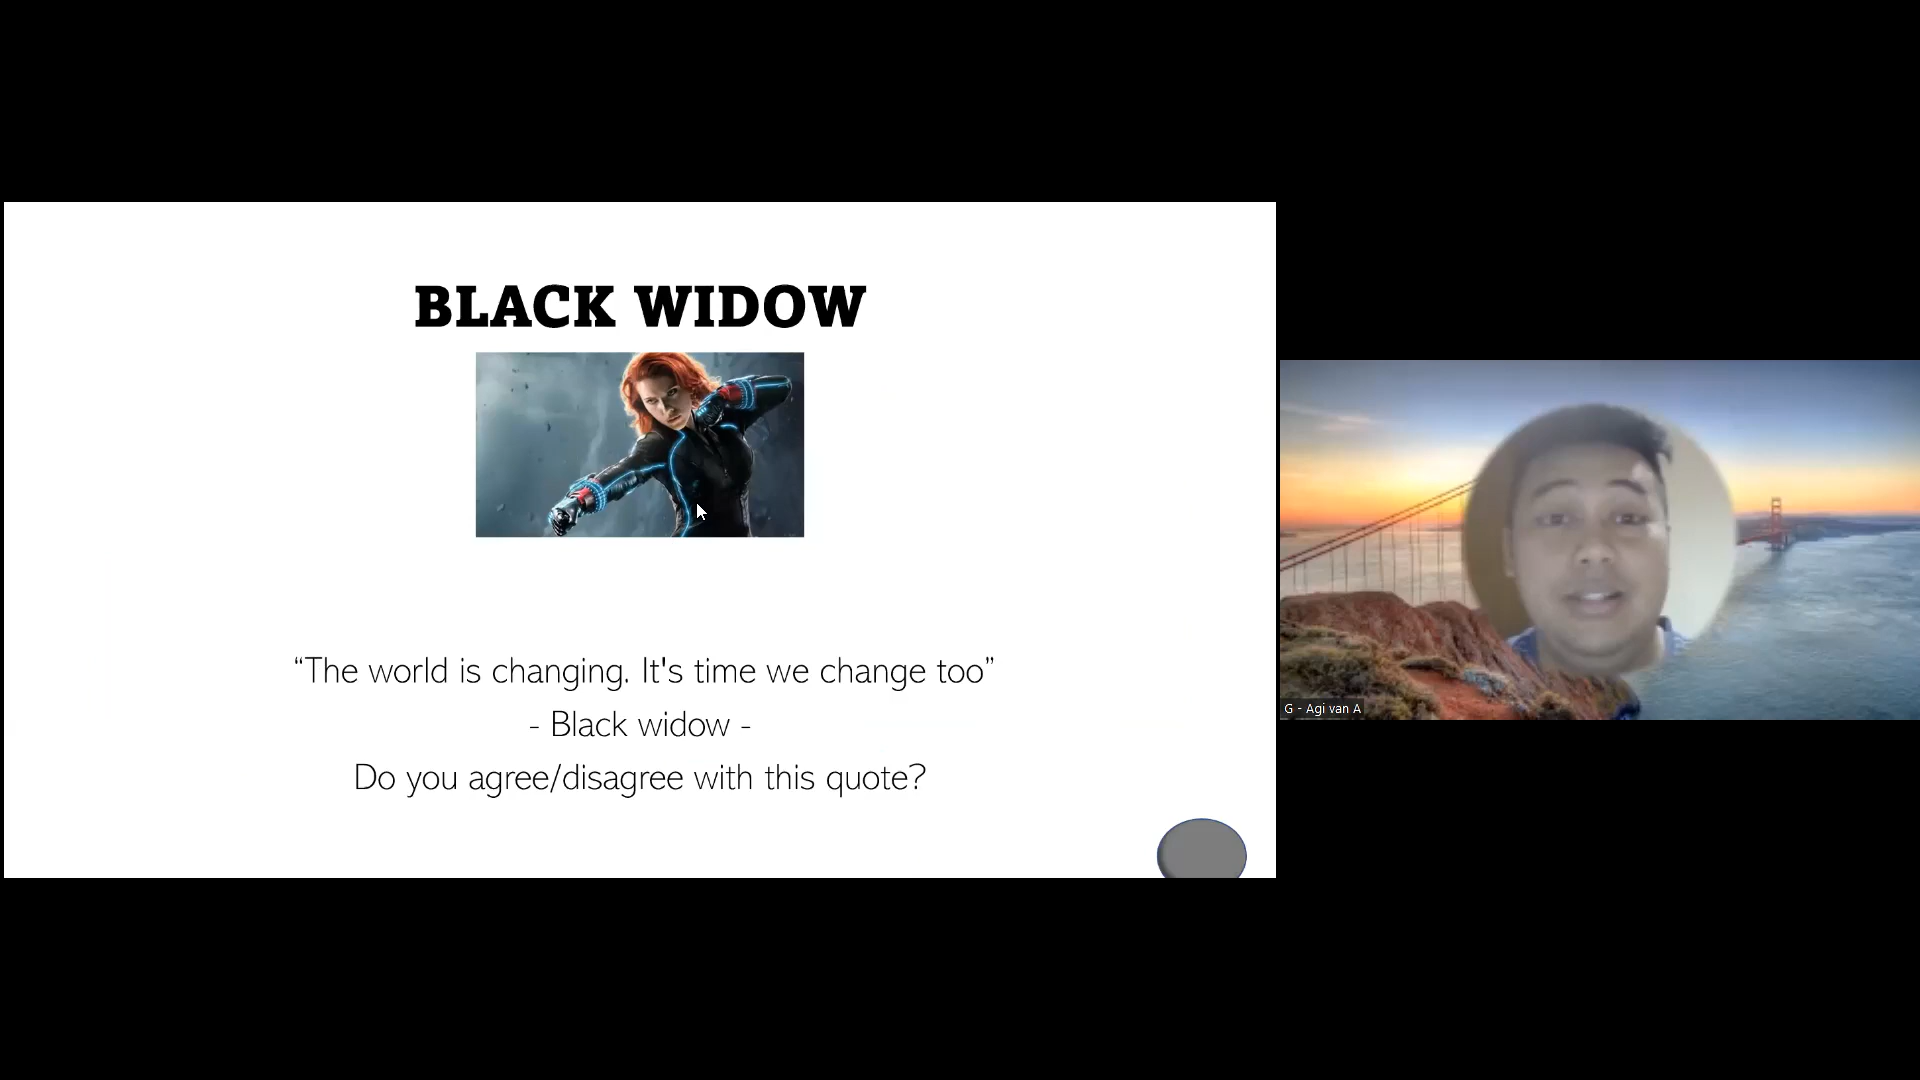 BLACK WIDOW
“The world is changing. It's time we change too”
- Black widow -
Do you agree/disagree with this quote?
G - Agi van A